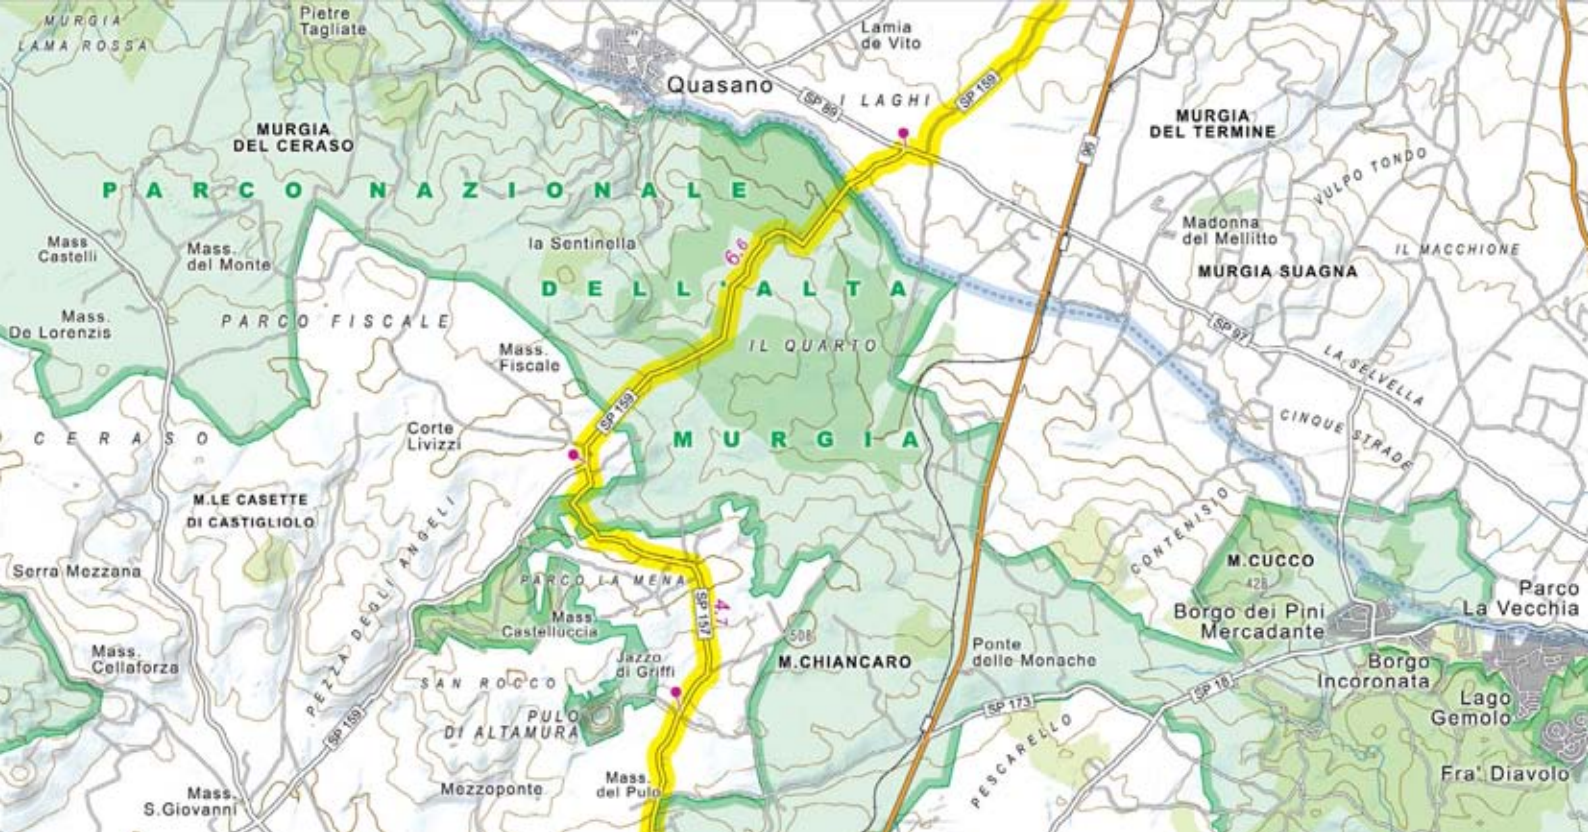 MURGIA
LAMA ROSSA
Pietre
Tagliate
Lamia
de Vito
Quasano
SP 89
I LAGHI
SP 159
MURGIA
DEL TERMINE
MURGIA
DEL CERASO
96
VULPO TONDO
PARCO NAZIONALE
Mass
Castelli
Mass.
del Monte
la Sentinella
6.6
Madonna
del Mellitto
IL MACCHIONE
MURGIA SUAGNA
DELL'ALTA
Mass.
De Lorenzis
PARCO FISCALE
Mass.
Fiscale
IL QUARTO
SP 97
LA SELVELLA
SP 159
CERASO
Corte
Livizzi
MURGIA
CINQUE STRADE
M.LE CASETTE
DI CASTIGLIOLO
PEZZA DEGLI ANGELI
CONTENISIO
Serra Mezzana
PARCO LA MENA
M.CUCCO
428
Parco
La Vecchia
SP 157
4.7
Mass.
Castelluccia
508
Borgo dei Pini
Mercadante
Mass.
Cellaforza
Jazzo
di Griffi
M.CHIANCARO
Ponte
delle Monache
Borgo
Incoronata
SAN ROCCO
SP 18
SP 173
Lago
Gemolo
PULO
DI ALTAMURA
SP 159
PESCARELLO
Mass.
S.Giovanni
Mezzoponte
Mass.
del Pulo
Fra' Diavolo